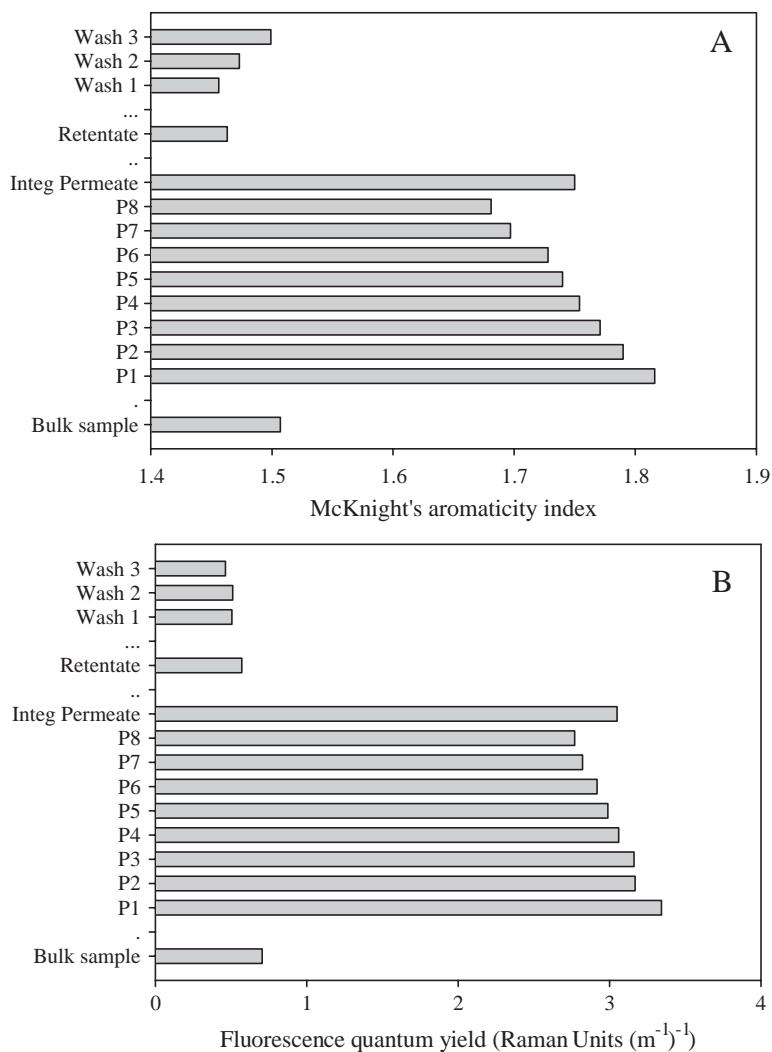 A
Wash 3
Wash 2
Wash 1
...
Retentate
..
Integ Permeate
P8
P7
P6
P5
P4
P3
P2
P1
.
Bulk sample
1.4 1.5 1.6 1.7 1.8 1.9
McKnight's aromaticity index
B
Wash 3
Wash 2
Wash 1
...
Retentate
..
Integ Permeate
P8
P7
P6
P5
P4
P3
P2
P1
.
Bulk sample
0 1 2 3 4
Fluorescence quantum yield (Raman Units (m⁻¹)⁻¹)